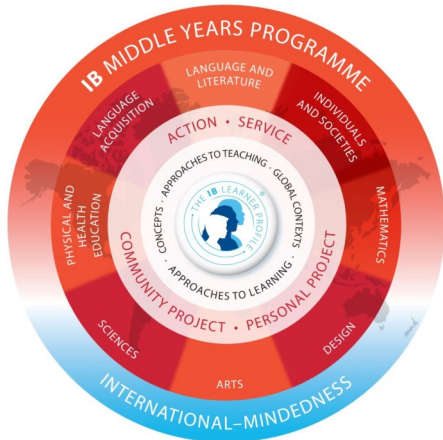 IB MIDDLE YEARS PROGRAMME
LANGUAGE AND
LITERATURE
INDIVIDUALS
AND SOCIETIES
MATHEMATICS
DESIGN
ARTS
SCIENCES
PHYSICAL AND
HEALTH
EDUCATION
LANGUAGE
ACQUISITION
ACTION • SERVICE
PERSONAL PROJECT
COMMUNITY PROJECT •
APPROACHES TO TEACHING ·
GLOBAL CONTEXTS ·
APPROACHES TO LEARNING ·
CONCEPTS ·
THE IB LEARNER PROFILE
®
INTERNATIONAL–MINDEDNESS